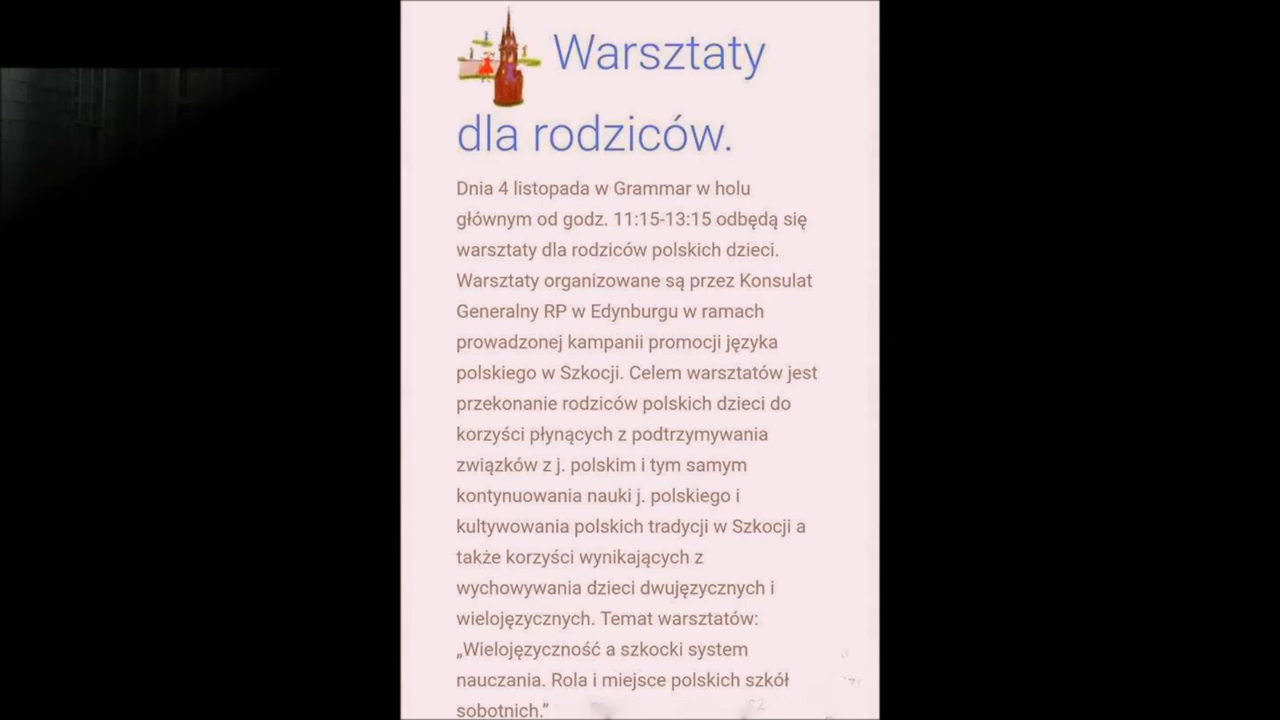 Warsztaty
dla rodziców.
Dnia 4 listopada w Grammar w holu
głównym od godz. 11:15-13:15 odbędą się
warsztaty dla rodziców polskich dzieci.
Warsztaty organizowane są przez Konsulat
Generalny RP w Edynburgu w ramach
prowadzonej kampanii promocji języka
polskiego w Szkocji. Celem warsztatów jest
przekonanie rodziców polskich dzieci do
korzyści płynących z podtrzymywania
związków z j. polskim i tym samym
kontynuowania nauki j. polskiego i
kultywowania polskich tradycji w Szkocji a
także korzyści wynikających z
wychowywania dzieci dwujęzycznych i
wielojęzycznych. Temat warsztatów:
„Wielojęzyczność a szkocki system
nauczania. Rola i miejsce polskich szkół
sobotnich.”